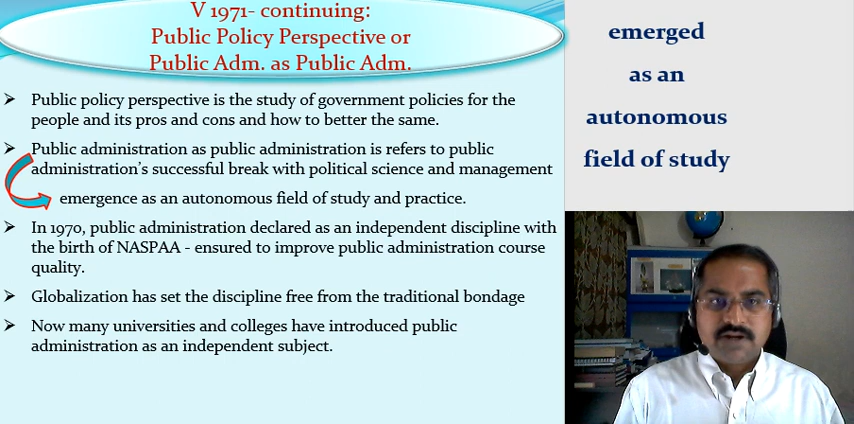 V 1971- continuing:
Public Policy Perspective or
Public Adm. as Public Adm.
Public policy perspective is the study of government policies for the
people and its pros and cons and how to better the same.
Public administration as public administration is refers to public
administration's successful break with political science and management
emergence as an autonomous field of study and practice.
In 1970, public administration declared as an independent discipline with
the birth of NASPAA - ensured to improve public administration course
quality.
Globalization has set the discipline free from the traditional bondage
Now many universities and colleges have introduced public
administration as an independent subject.
emerged
as an
autonomous
field of study